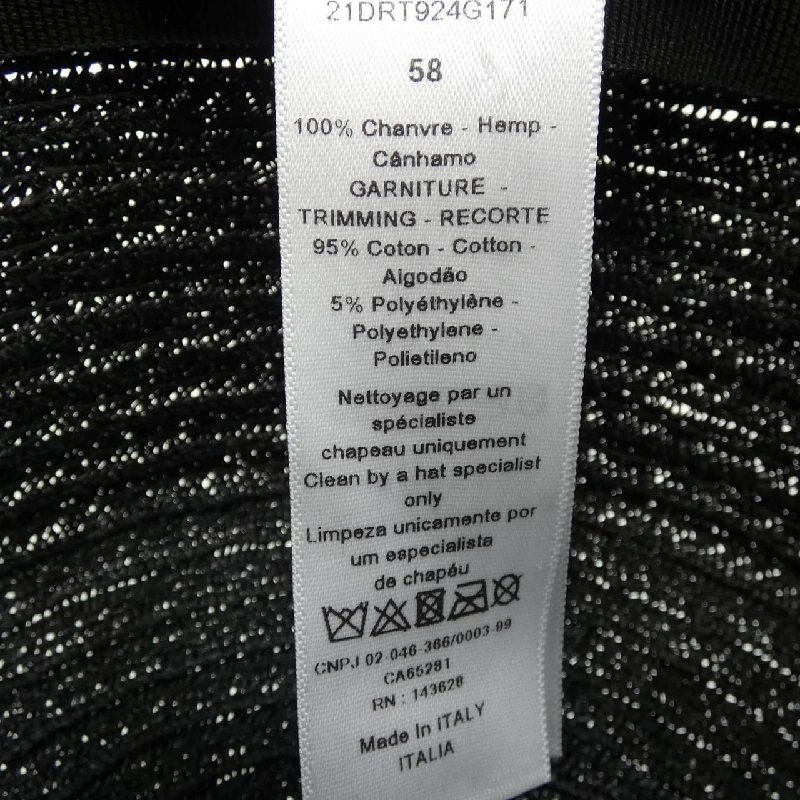 21DRT924G171
58
100% Chanvre - Hemp -
Cânhamo
GARNITURE -
TRIMMING - RECORTE
95% Coton - Cotton -
Algodão
5% Polyéthylène -
Polyethylene -
Polietileno
Nettoyage par un
spécialiste
chapeau uniquement
Clean by a hat specialist
only
Limpeza unicamente por
um especialista
de chapéu
CNPJ 02-046-366/0003-99
CA65281
RN : 143628
Made In ITALY
ITALIA